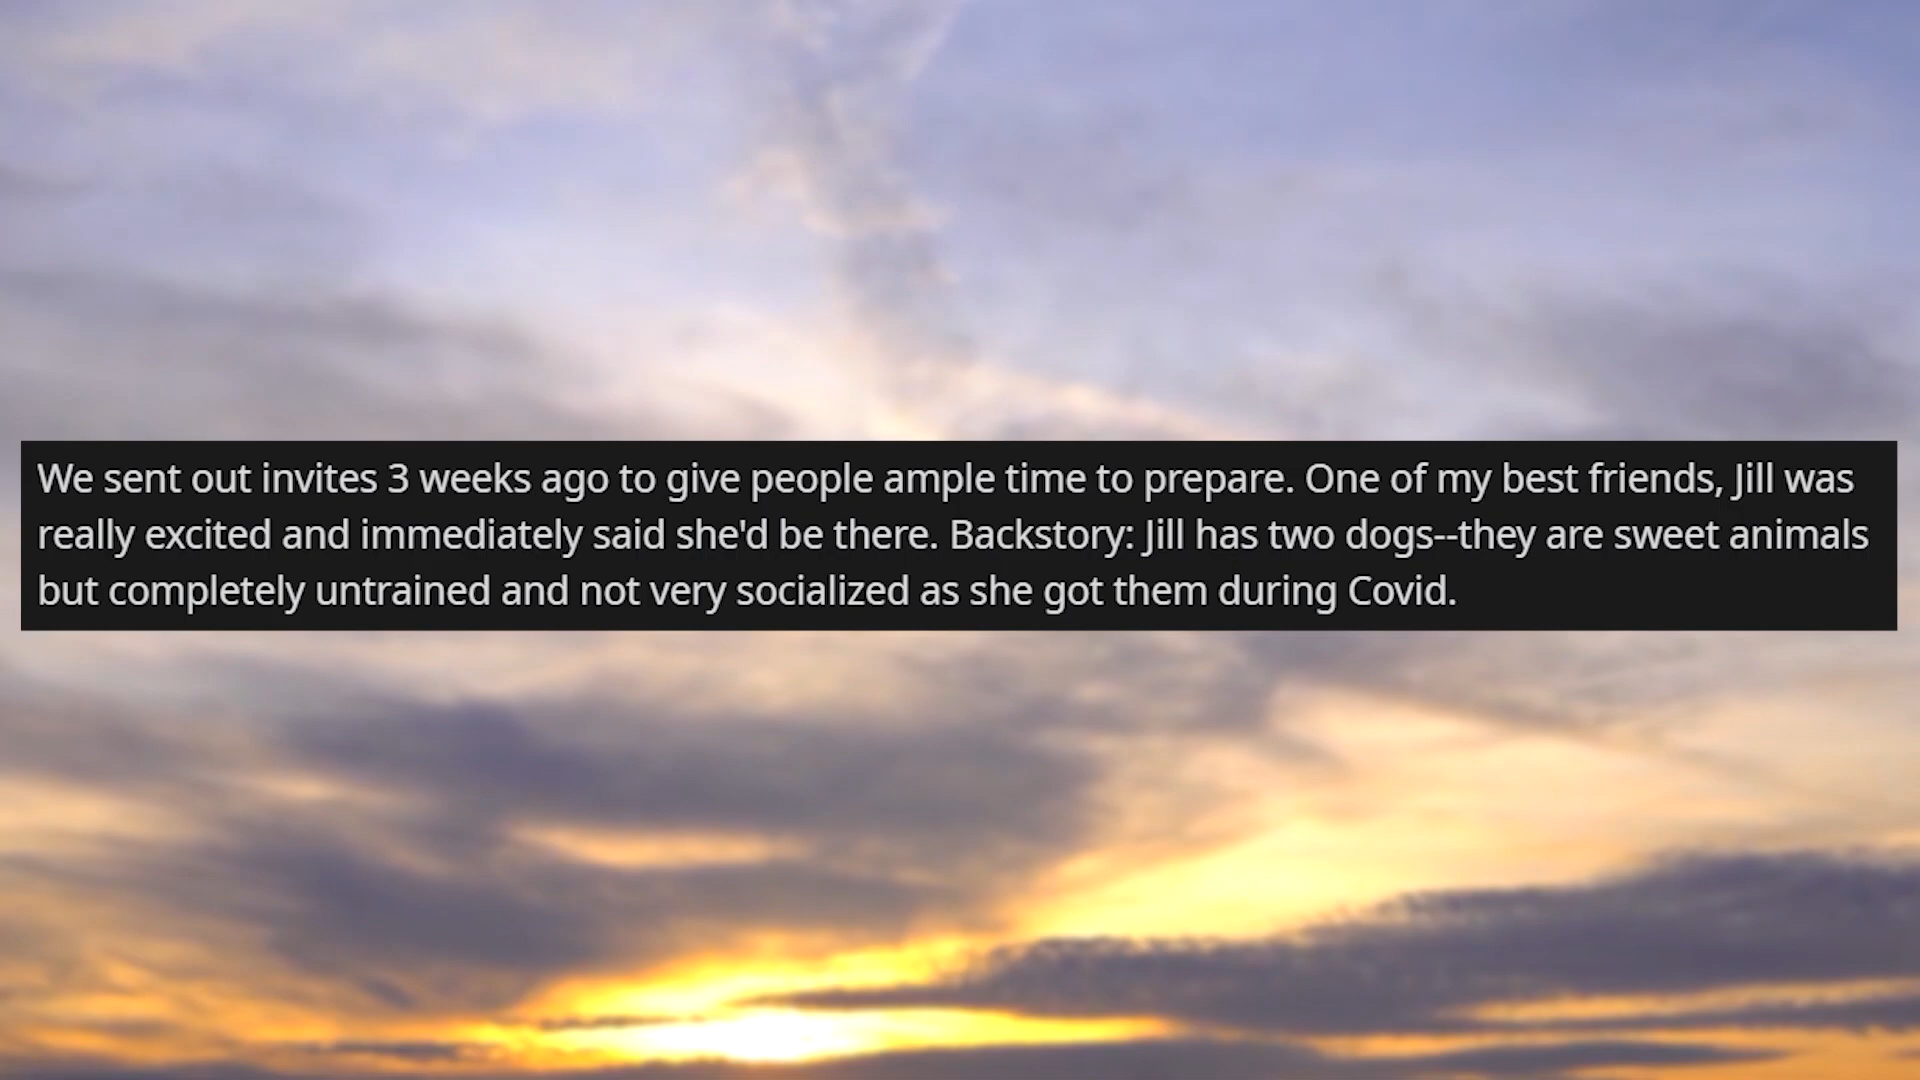 We sent out invites 3 weeks ago to give people ample time to prepare. One of my best friends, Jill was
really excited and immediately said she'd be there. Backstory: Jill has two dogs--they are sweet animals
but completely untrained and not very socialized as she got them during Covid.